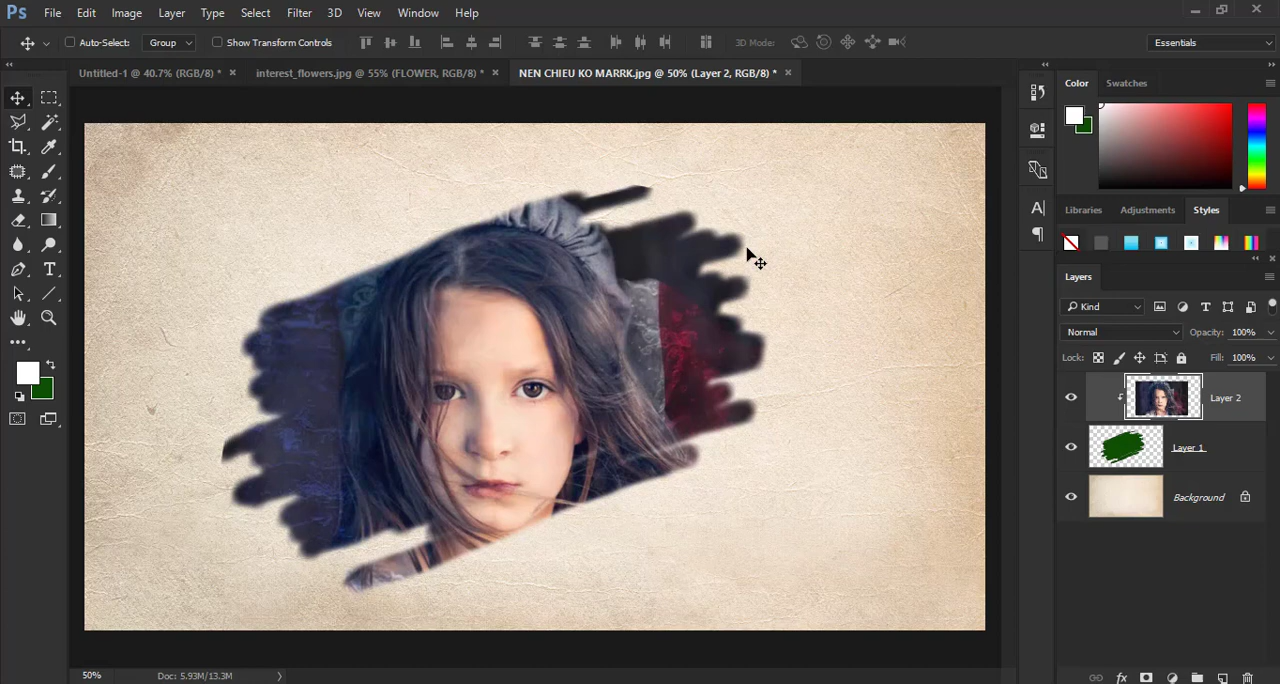 Ps File Edit Image Layer Type Select Filter 3D View Window Help
Auto-Select: Group Show Transform Controls 3D Mode: Essentials
Untitled-1 @ 40.7% (RGB/8) * × interest_flowers.jpg @ 55% (FLOWER, RGB/8) * × NEN CHIEU KO MARRK.jpg @ 50% (Layer 2, RGB/8) * ×
Color Swatches
Libraries Adjustments Styles
Layers
Kind
Normal Opacity: 100%
Lock: Fill: 100%
Layer 2
Layer 1
Background
50% Doc: 5.93M/13.3M